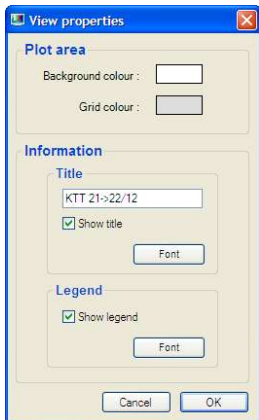 View properties
Plot area
Background colour :
Grid colour :
Information
Title
KTT 21->22/12
Show title
Font
Legend
Show legend
Font
Cancel OK